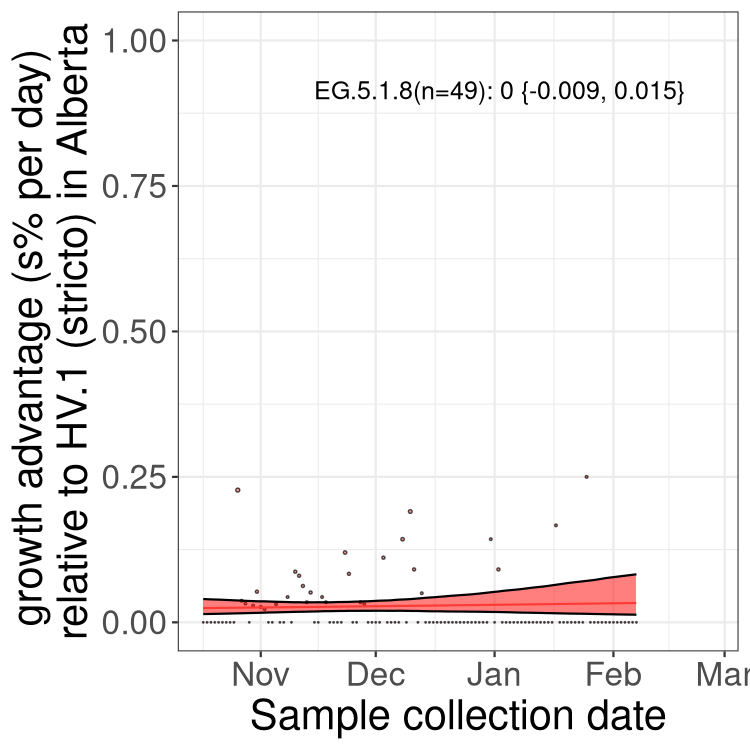 growth advantage (s% per day)
relative to HV.1 (stricto) in Alberta
1.00
0.75
0.50
0.25
0.00
EG.5.1.8(n=49): 0 {-0.009, 0.015}
Nov Dec Jan Feb Mar
Sample collection date